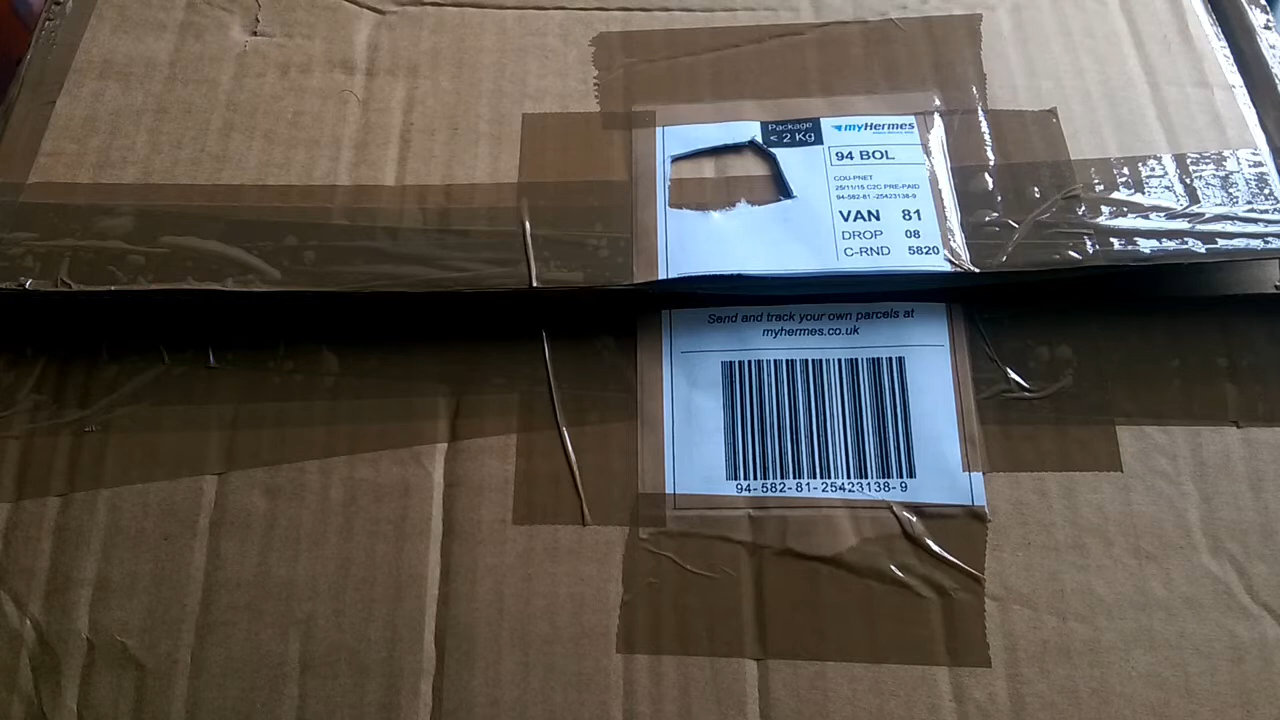 Package
< 2 Kg
myHermes
94 BOL
COU-PNET
25/11/15 C2C PRE-PAID
94-582-81-25423138-9
VAN 81
DROP 08
C-RND 5820
Send and track your own parcels at
myhermes.co.uk
94-582-81-25423138-9